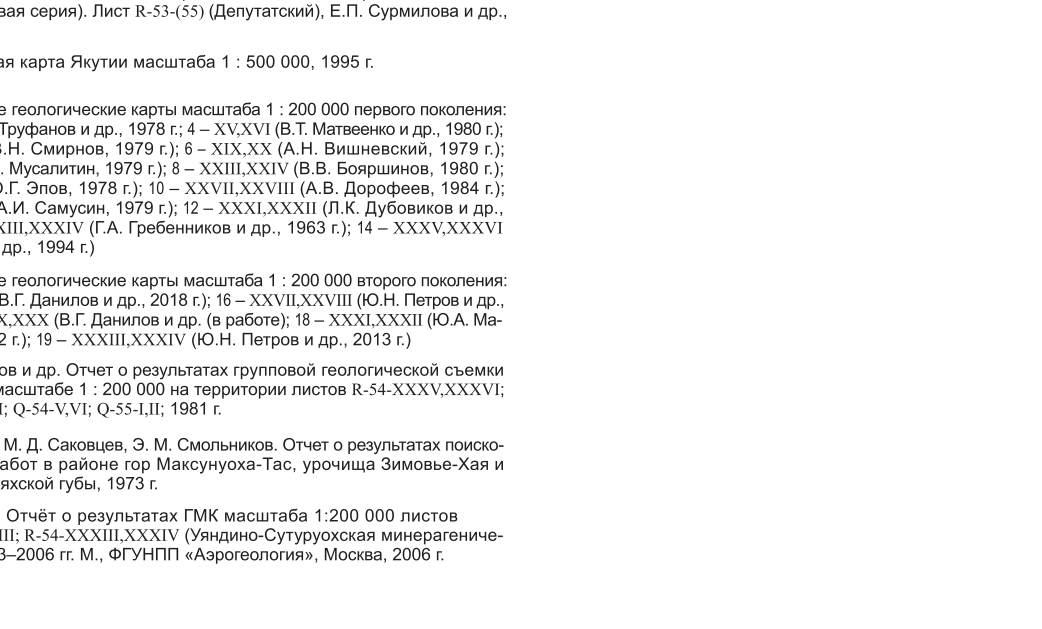 вая серия). Лист R-53-(55) (Депутатский), Е.П. Сурмилова и др.,
ая карта Якутии масштаба 1 : 500 000, 1995 г.
е геологические карты масштаба 1 : 200 000 первого поколения:
Труфанов и др., 1978 г.; 4 – XV,XVI (В.Т. Матвеенко и др., 1980 г.);
В.Н. Смирнов, 1979 г.); 6 – XIX,XX (А.Н. Вишневский, 1979 г.);
. Мусалитин, 1979 г.); 8 – XXIII,XXIV (В.В. Бояршинов, 1980 г.);
Ю.Г. Эпов, 1978 г.); 10 – XXVII,XXVIII (А.В. Дорофеев, 1984 г.);
А.И. Самусин, 1979 г.); 12 – XXXI,XXXII (Л.К. Дубовиков и др.,
XIII,XXXIV (Г.А. Гребенников и др., 1963 г.); 14 – XXXV,XXXVI
др., 1994 г.)
е геологические карты масштаба 1 : 200 000 второго поколения:
В.Г. Данилов и др., 2018 г.); 16 – XXVII,XXVIII (Ю.Н. Петров и др.,
X,XXX (В.Г. Данилов и др. (в работе); 18 – XXXI,XXXII (Ю.А. Ма-
2 г.); 19 – XXXIII,XXXIV (Ю.Н. Петров и др., 2013 г.)
ов и др. Отчет о результатах групповой геологической съемки
масштабе 1 : 200 000 на территории листов R-54-XXXV,XXXVI;
I; Q-54-V,VI; Q-55-I,II; 1981 г.
М. Д. Саковцев, Э. М. Смольников. Отчет о результатах поиско-
абот в районе гор Максунуоха-Тас, урочища Зимовье-Хая и
яхской губы, 1973 г.
Отчёт о результатах ГМК масштаба 1:200 000 листов
III; R-54-XXXIII,XXXIV (Уяндино-Сутуруохская минерагениче-
3–2006 гг. М., ФГУНПП «Аэрогеология», Москва, 2006 г.